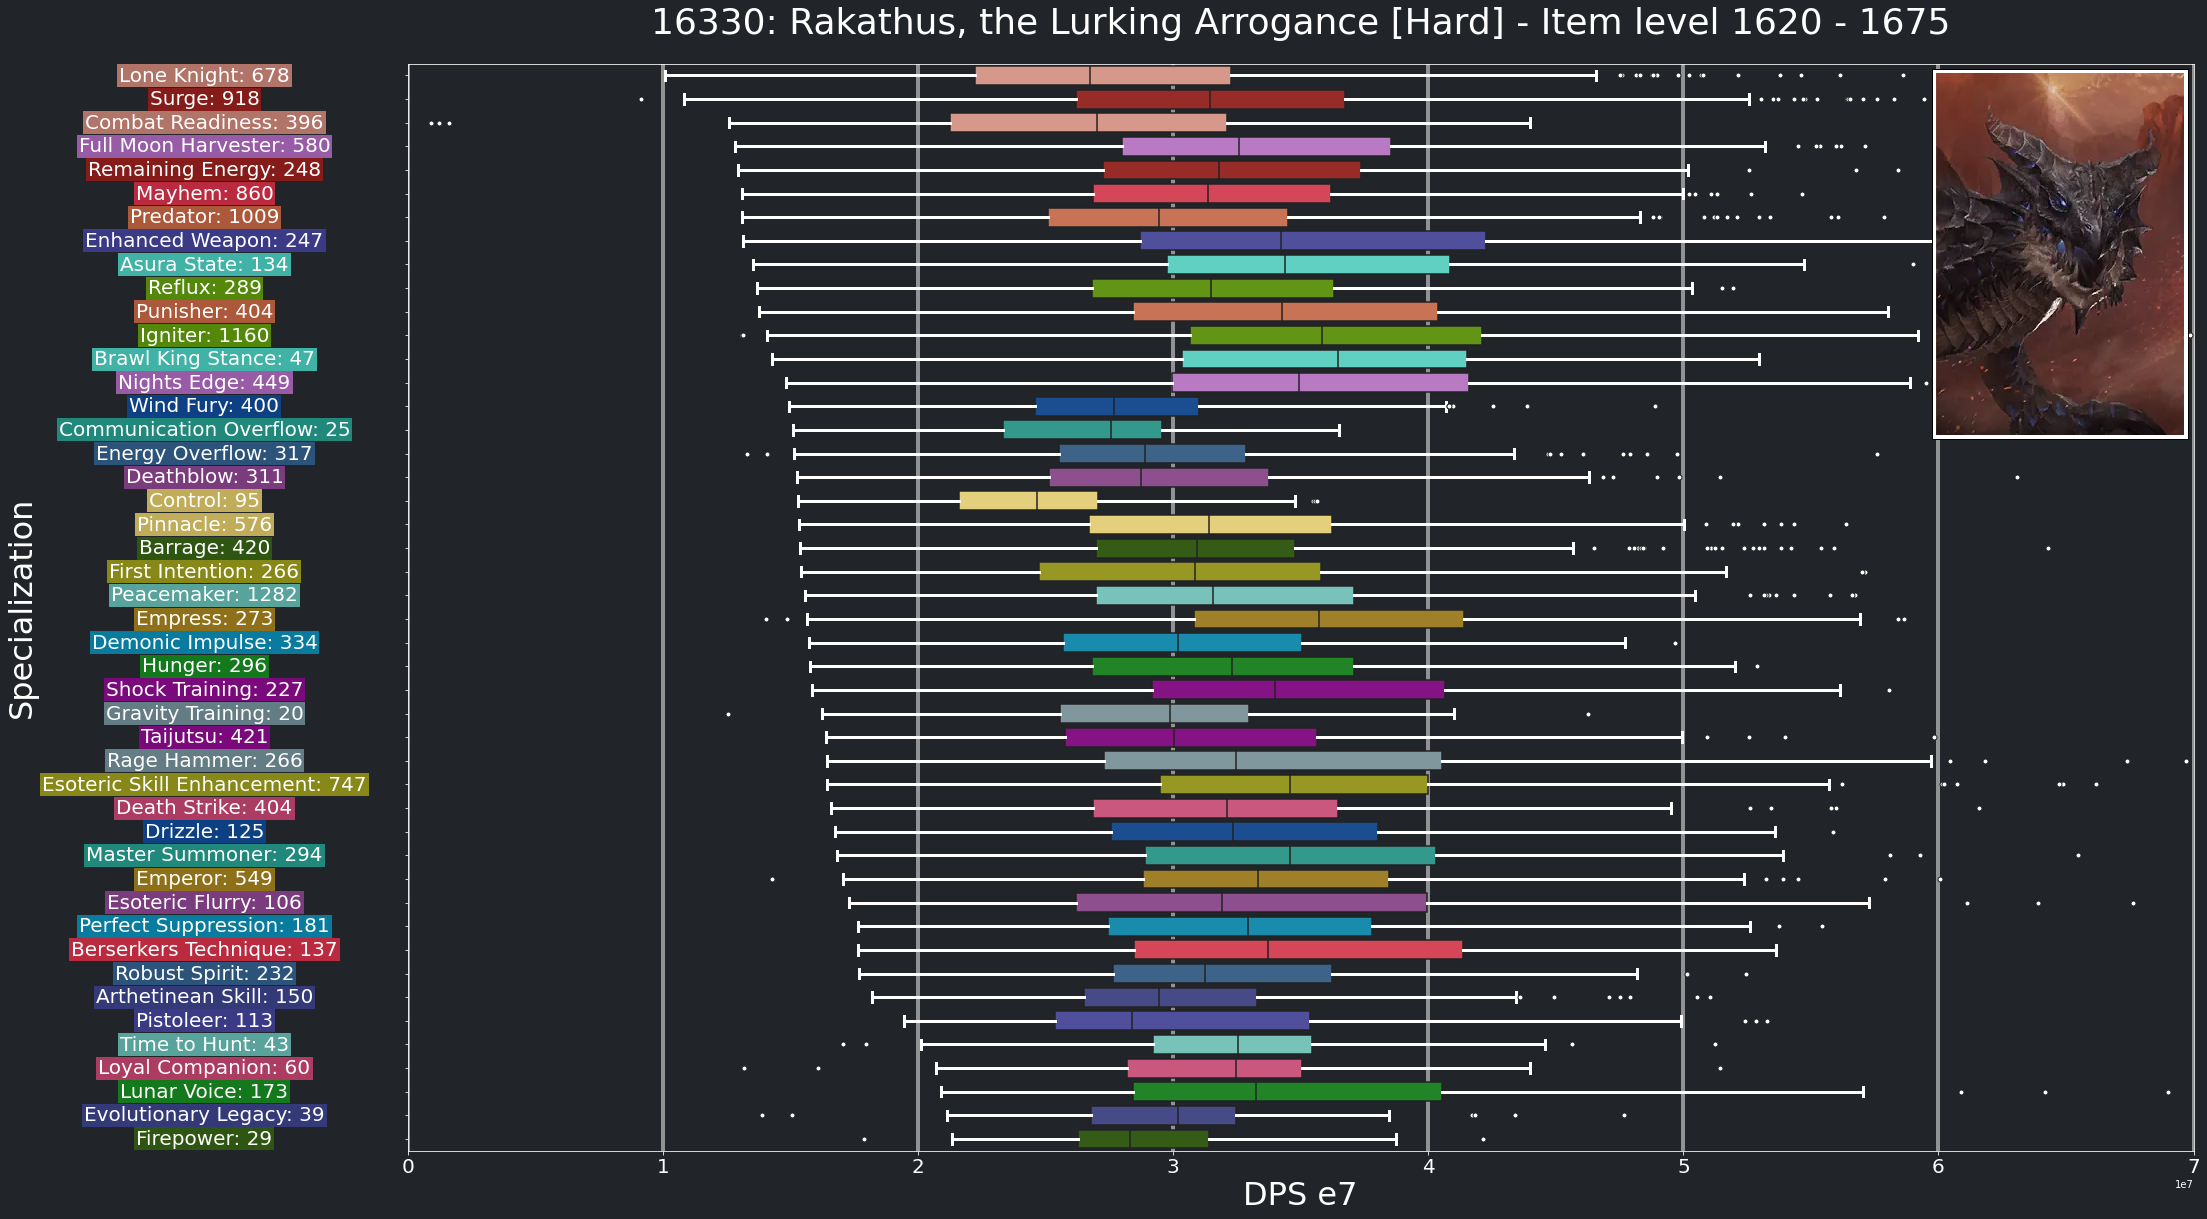 16330: Rakathus, the Lurking Arrogance [Hard] - Item level 1620 - 1675
Lone Knight: 678
Surge: 918
Combat Readiness: 396
Full Moon Harvester: 580
Remaining Energy: 248
Mayhem: 860
Predator: 1009
Enhanced Weapon: 247
Asura State: 134
Reflux: 289
Punisher: 404
Igniter: 1160
Brawl King Stance: 47
Nights Edge: 449
Wind Fury: 400
Communication Overflow: 25
Energy Overflow: 317
Deathblow: 311
Control: 95
Pinnacle: 576
Barrage: 420
First Intention: 266
Peacemaker: 1282
Empress: 273
Demonic Impulse: 334
Hunger: 296
Shock Training: 227
Gravity Training: 20
Taijutsu: 421
Rage Hammer: 266
Esoteric Skill Enhancement: 747
Death Strike: 404
Drizzle: 125
Master Summoner: 294
Emperor: 549
Esoteric Flurry: 106
Perfect Suppression: 181
Berserkers Technique: 137
Robust Spirit: 232
Arthetinean Skill: 150
Pistoleer: 113
Time to Hunt: 43
Loyal Companion: 60
Lunar Voice: 173
Evolutionary Legacy: 39
Firepower: 29
Specialization
0 1 2 3 4 5 6 7
1e7
DPS e7